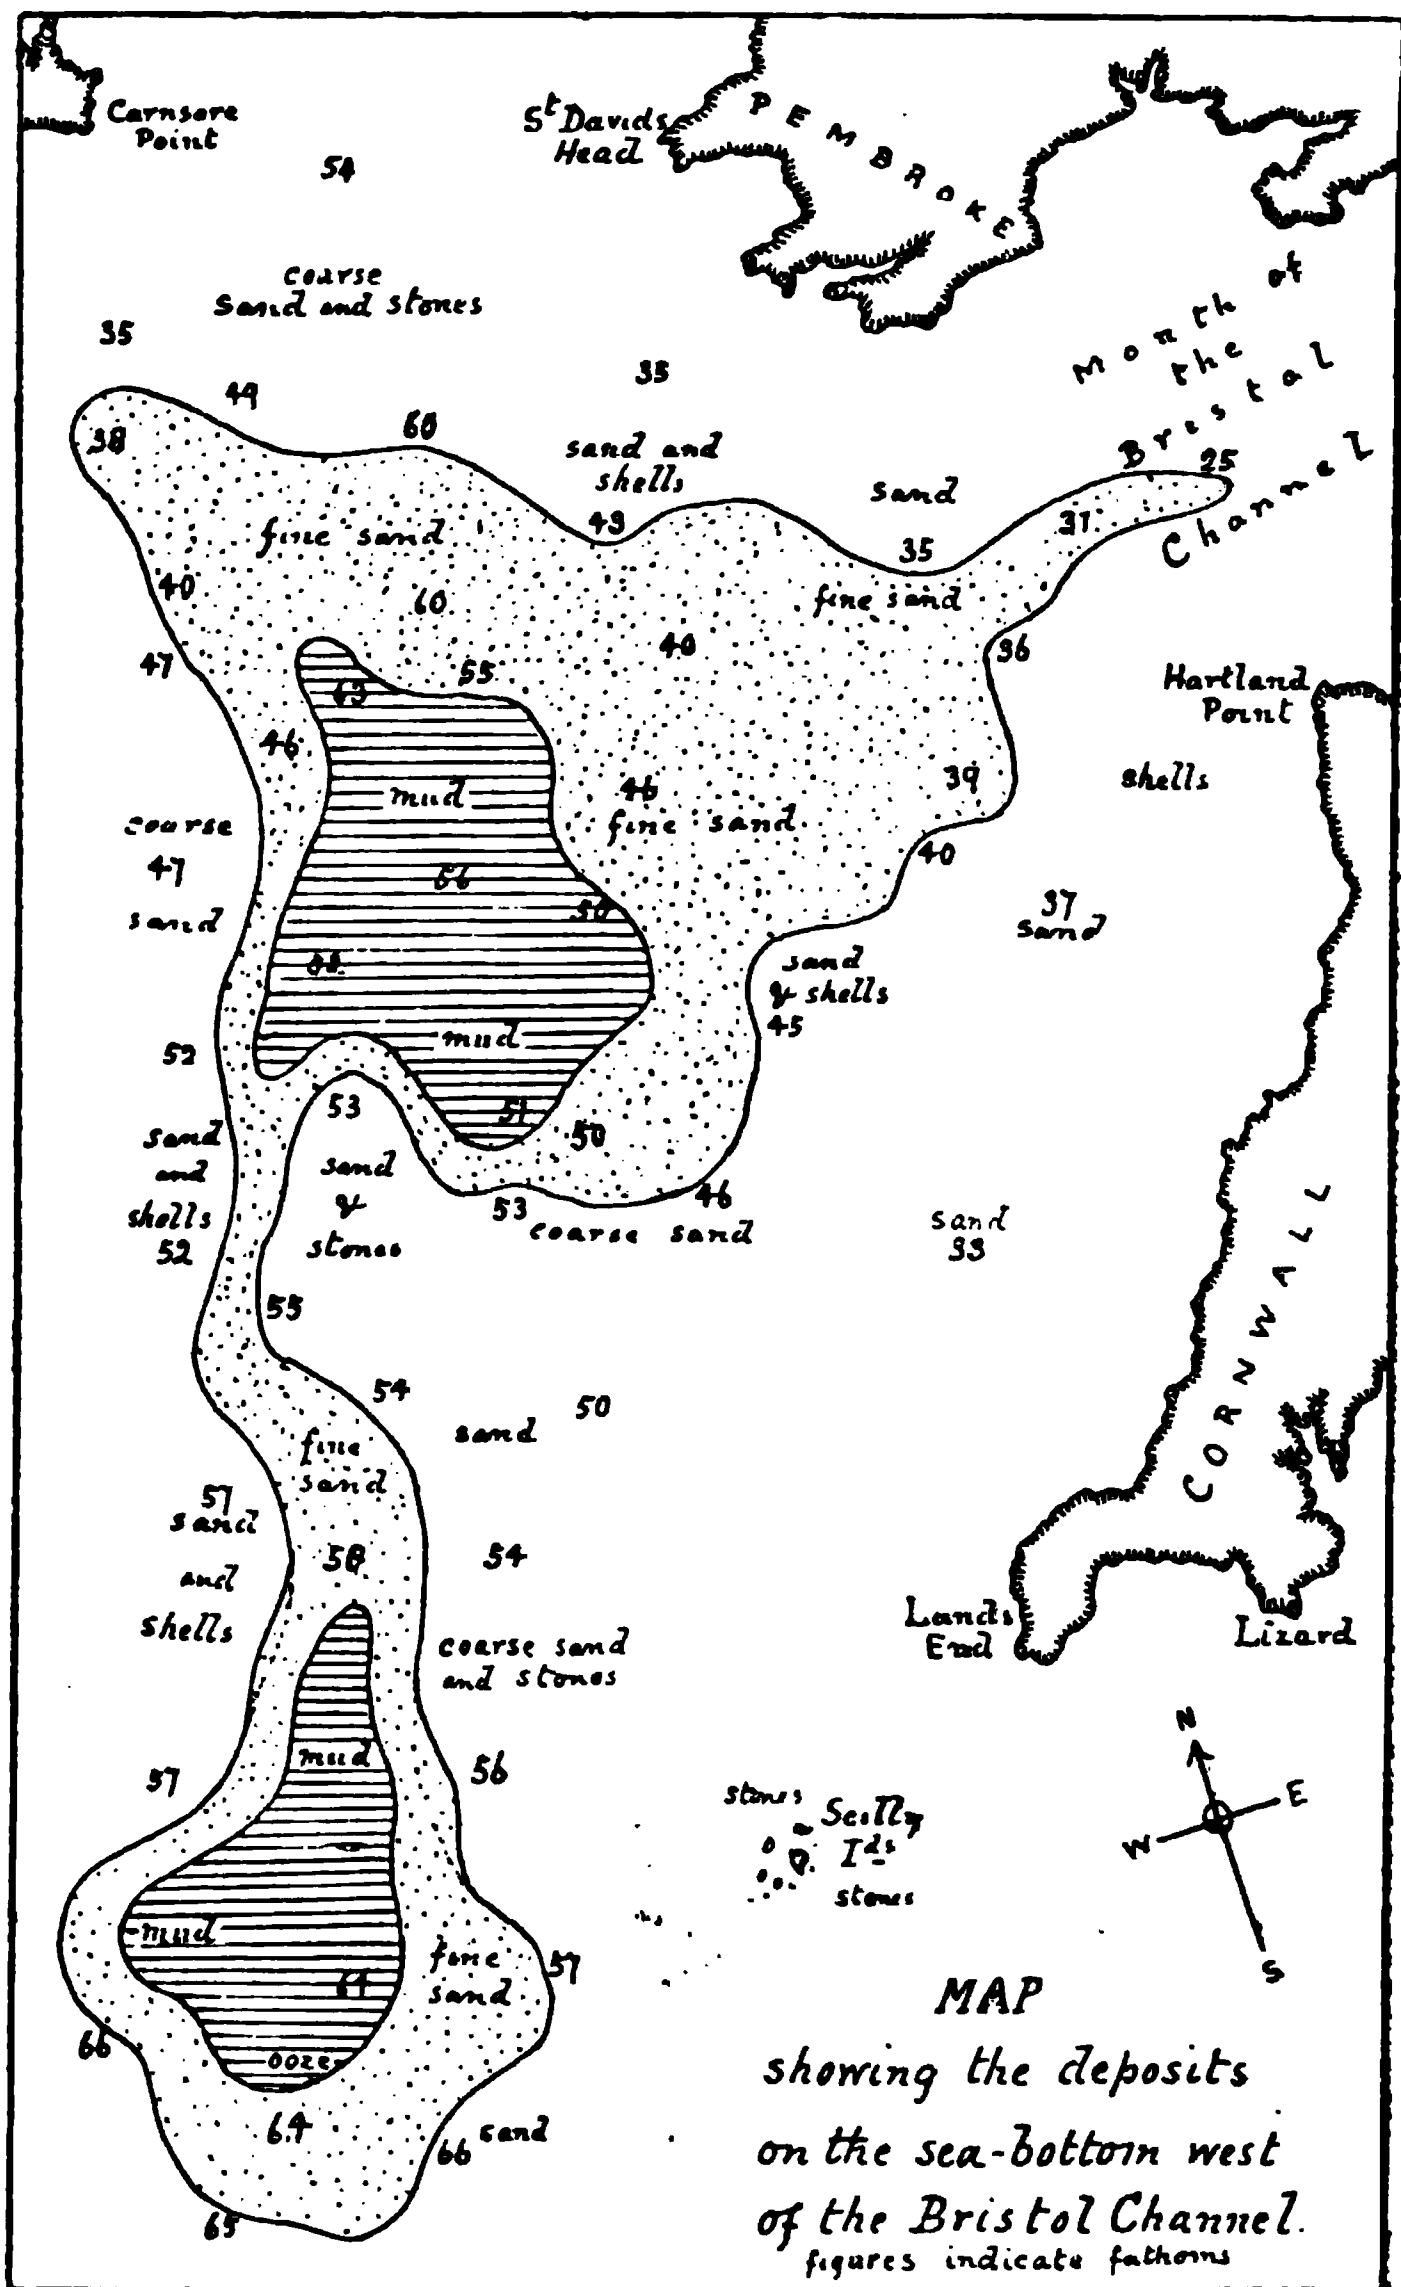 Carnsore
Point
St Davids
Head
PEMBROKE
54
coarse
sand and stones
35
44
60
35
sand and
shells
43
sand
35
Mouth of
the
Bristol
Channel
25
37
38
fine sand
60
40
47
46
63
55
40
fine sand
36
Hartland
Point
shells
mud
46
fine sand
39
40
coarse
47
sand
56
50
37
sand
sand
& shells
45
mud
52
53
51
50
sand
and
shells
52
sand
&
stones
53
46
coarse sand
sand
33
55
54
50
sand
fine
sand
57
sand
and
shells
58
54
coarse sand
and stones
CORNWALL
Lands
End
Lizard
57
mud
56
stones
Scilly
Ids
stones
N
E
W
S
mud
fine
sand
57
66
ooze
64
66
sand
65
MAP
showing the deposits
on the sea-bottom west
of the Bristol Channel.
figures indicate fathoms